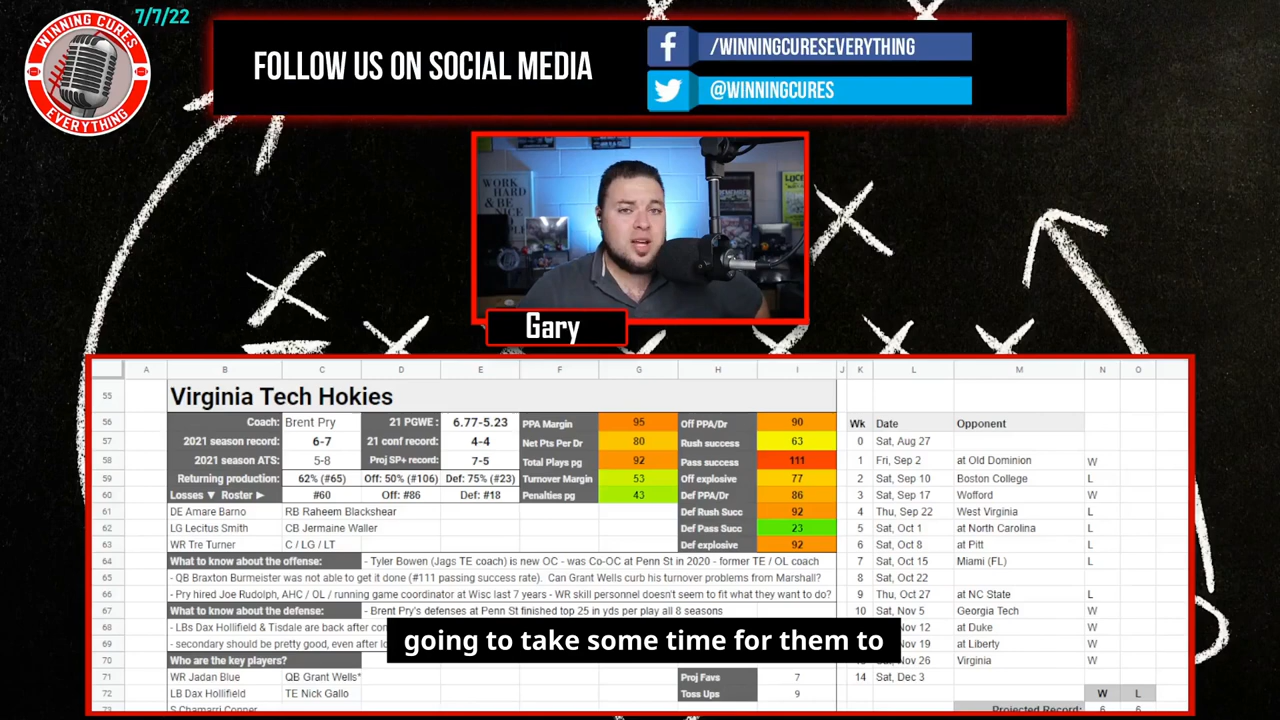 7/7/22
WINNING CURES
EVERYTHING
FOLLOW US ON SOCIAL MEDIA
/WINNINGCURESEVERYTHING
@WINNINGCURES
WORK
HARD
& BE
NICE
Gary
A B C D E F G H I J K L M N O
55 Virginia Tech Hokies
56 Coach: Brent Pry 21 PGWE : 6.77-5.23 PPA Margin 95 Off PPA/Dr 90 Wk Date Opponent
57 2021 season record: 6-7 21 conf record: 4-4 Net Pts Per Dr 80 Rush success 63 0 Sat, Aug 27
58 2021 season ATS: 5-8 Proj SP+ record: 7-5 Total Plays pg 92 Pass success 111 1 Fri, Sep 2 at Old Dominion W
59 Returning production: 62% (#65) Off: 50% (#106) Def: 75% (#23) Turnover Margin 53 Off explosive 77 2 Sat, Sep 10 Boston College L
60 Losses ▼ Roster ► #60 Off: #86 Def: #18 Penalties pg 43 Def PPA/Dr 86 3 Sat, Sep 17 Wofford W
61 DE Amare Barno RB Raheem Blackshear Def Rush Succ 92 4 Thu, Sep 22 West Virginia L
62 LG Lecitus Smith CB Jermaine Waller Def Pass Succ 23 5 Sat, Oct 1 at North Carolina L
63 WR Tre Turner C / LG / LT Def explosive 92 6 Sat, Oct 8 at Pitt L
64 What to know about the offense: - Tyler Bowen (Jags TE coach) is new OC - was Co-OC at Penn St in 2020 - former TE / OL coach 7 Sat, Oct 15 Miami (FL) L
65 - QB Braxton Burmeister was not able to get it done (#111 passing success rate). Can Grant Wells curb his turnover problems from Marshall? 8 Sat, Oct 22
66 - Pry hired Joe Rudolph, AHC / OL / running game coordinator at Wisc last 7 years - WR skill personnel doesn't seem to fit what they want to do? 9 Thu, Oct 27 at NC State L
67 What to know about the defense: - Brent Pry's defenses at Penn St finished top 25 in yds per play all 8 seasons 10 Sat, Nov 5 Georgia Tech W
68 - LBs Dax Hollifield & Tisdale are back after Nov 12 at Duke W
69 - secondary should be pretty good, even after Nov 19 at Liberty W
70 Who are the key players? Nov 26 Virginia W
71 WR Jadan Blue QB Grant Wells* Proj Favs 7 14 Sat, Dec 3
72 LB Dax Hollifield TE Nick Gallo Toss Ups 9 W L
73 S Chamarri Conner Projected Record: 6 6
going to take some time for them to